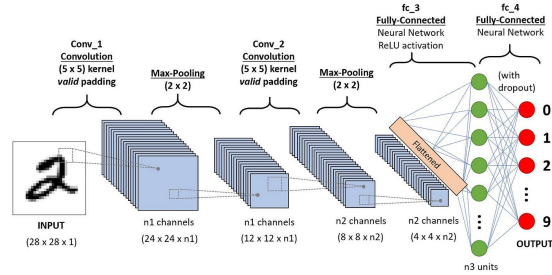 fc_3
Fully-Connected
Neural Network
ReLU activation
fc_4
Fully-Connected
Neural Network
Conv_1
Convolution
(5 x 5) kernel
valid padding
Max-Pooling
(2 x 2)
Conv_2
Convolution
(5 x 5) kernel
valid padding
Max-Pooling
(2 x 2)
(with
dropout)
0
1
2
9
Flattened
2
INPUT
(28 x 28 x 1)
n1 channels
(24 x 24 x n1)
n1 channels
(12 x 12 x n1)
n2 channels
(8 x 8 x n2)
n2 channels
(4 x 4 x n2)
n3 units
OUTPUT